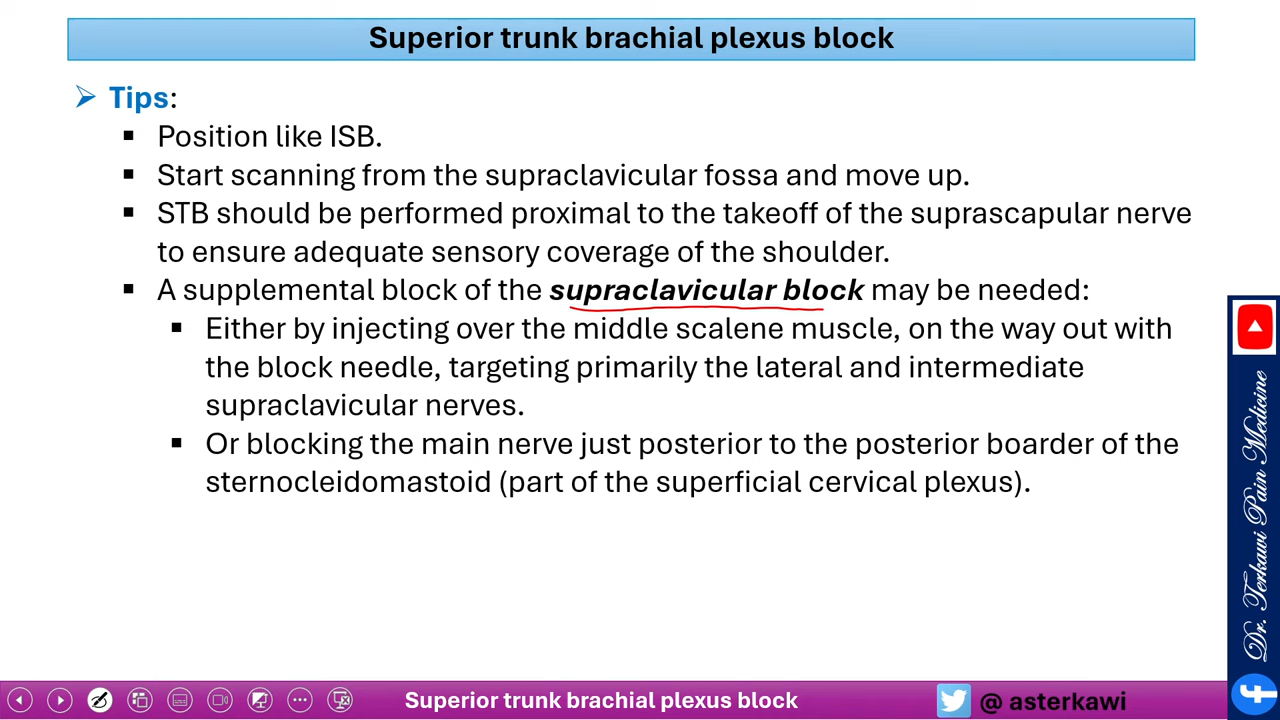 Superior trunk brachial plexus block
Tips:
Position like ISB.
Start scanning from the supraclavicular fossa and move up.
STB should be performed proximal to the takeoff of the suprascapular nerve
to ensure adequate sensory coverage of the shoulder.
A supplemental block of the supraclavicular block may be needed:
Either by injecting over the middle scalene muscle, on the way out with
the block needle, targeting primarily the lateral and intermediate
supraclavicular nerves.
Or blocking the main nerve just posterior to the posterior boarder of the
sternocleidomastoid (part of the superficial cervical plexus).
Dr. Terkawi Pain Medicine
Superior trunk brachial plexus block
@ asterkawi